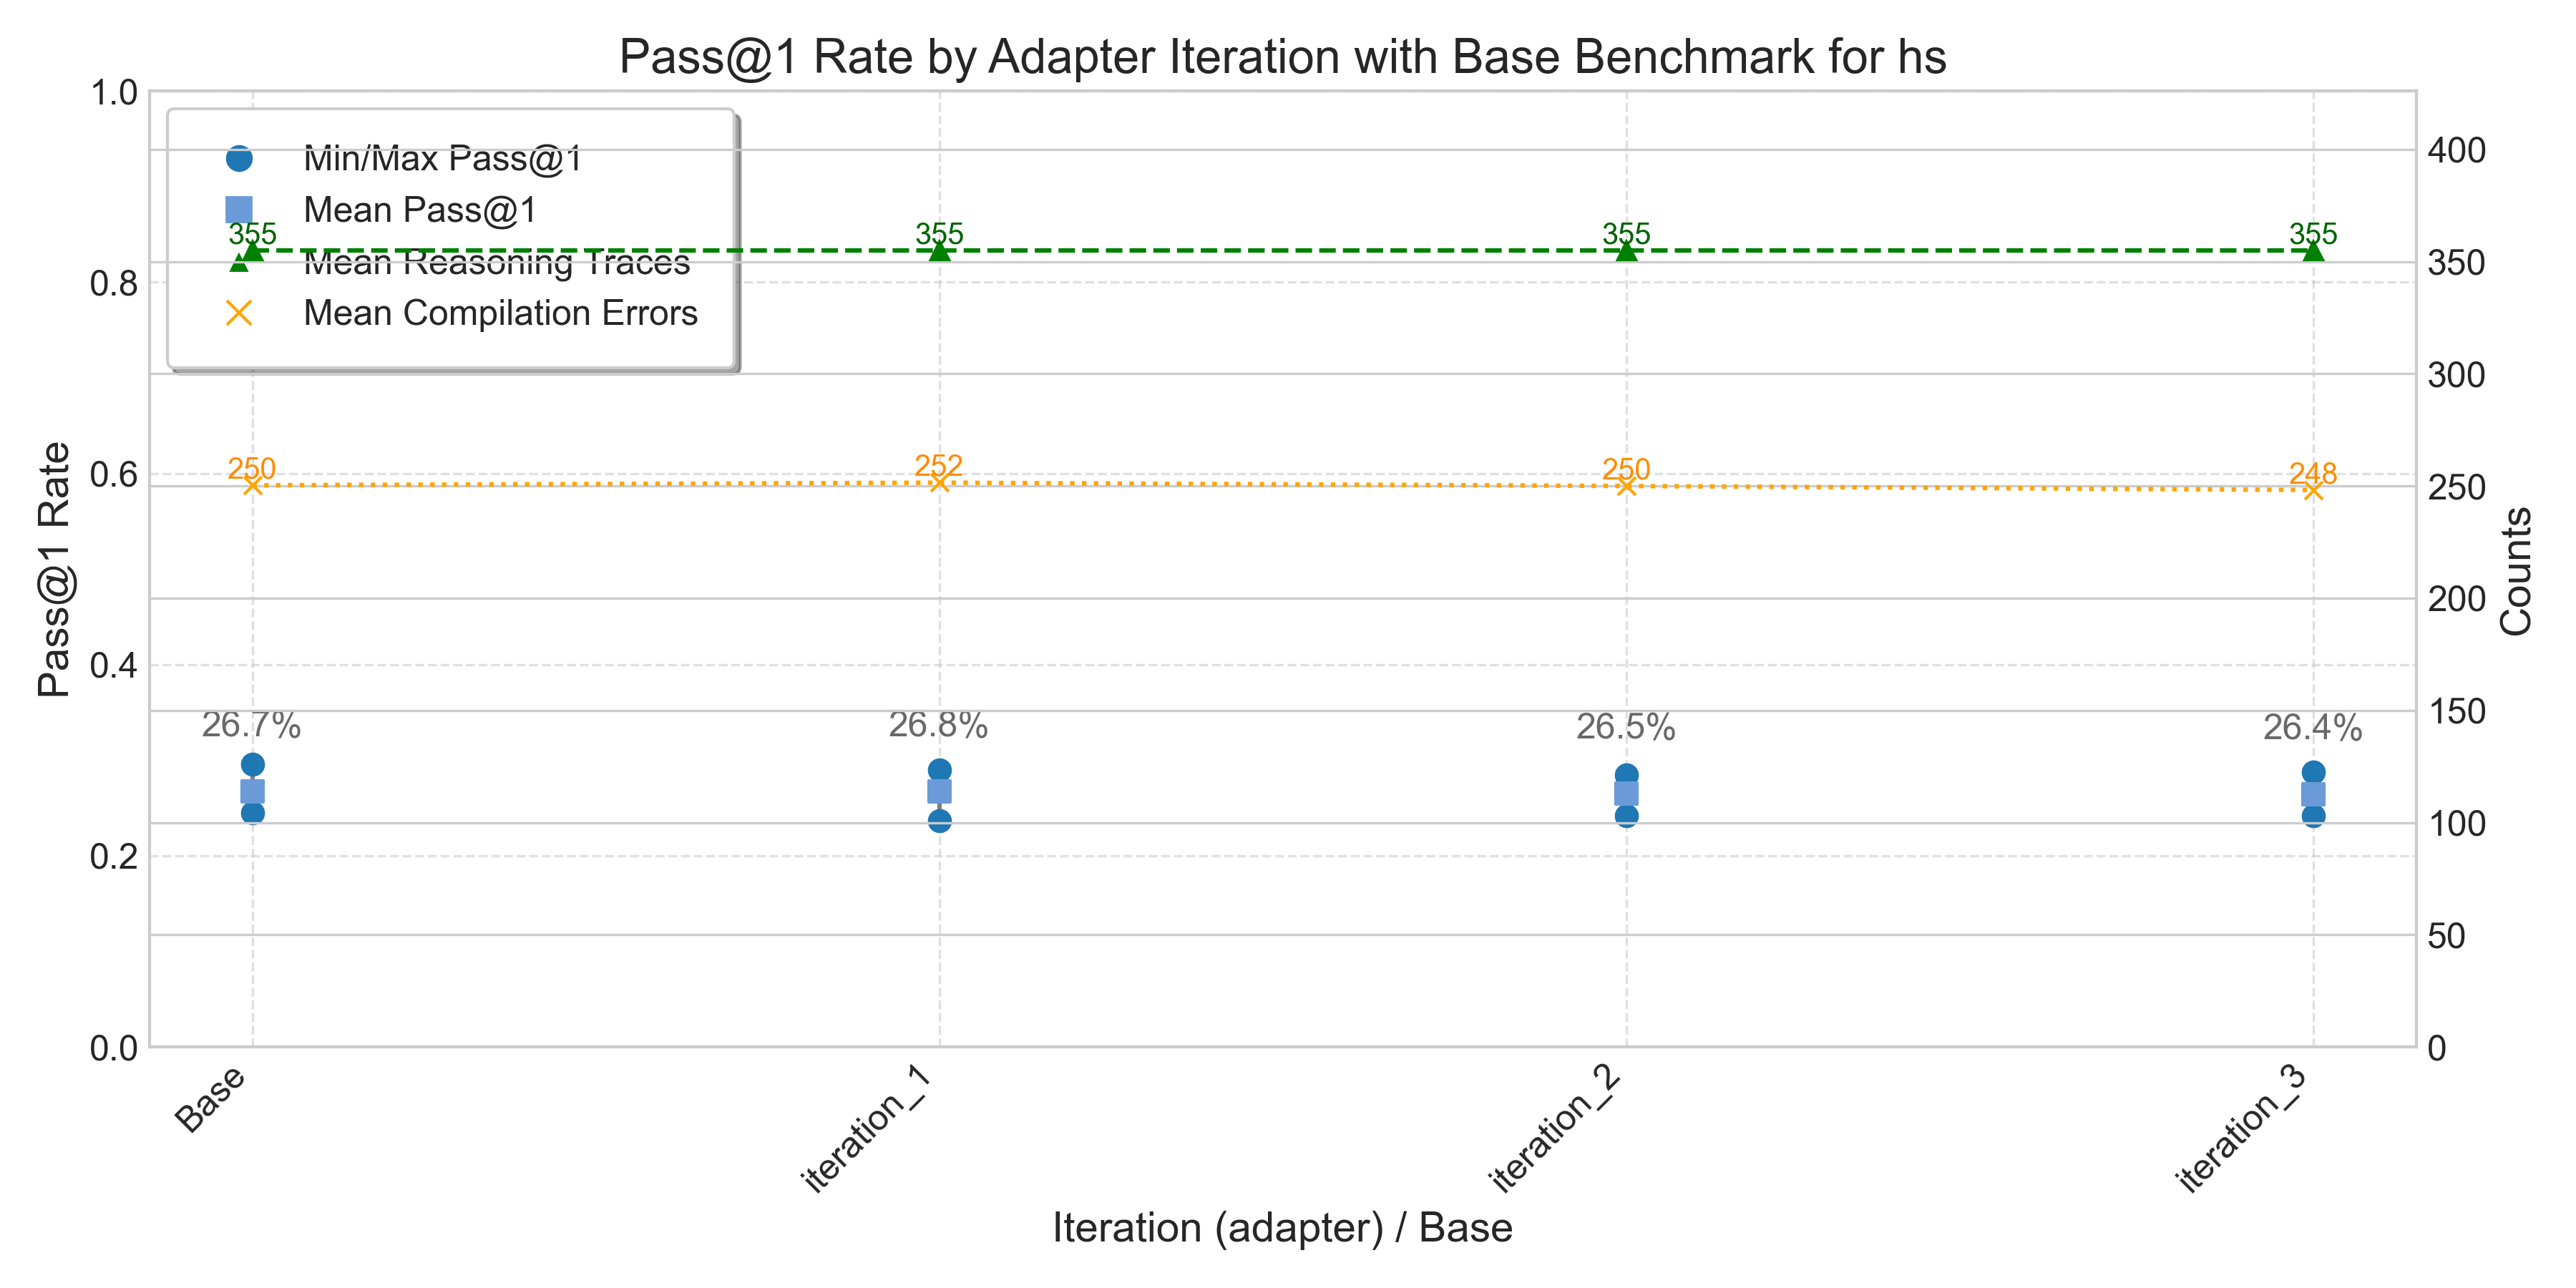 Pass@1 Rate by Adapter Iteration with Base Benchmark for hs
1.0
0.8
0.6
0.4
0.2
0.0
Pass@1 Rate
Min/Max Pass@1
Mean Pass@1
Mean Reasoning Traces
Mean Compilation Errors
355
355
355
355
250
252
250
248
26.7%
26.8%
26.5%
26.4%
400
350
300
250
200
150
100
50
0
Counts
Base
iteration_1
iteration_2
iteration_3
Iteration (adapter) / Base